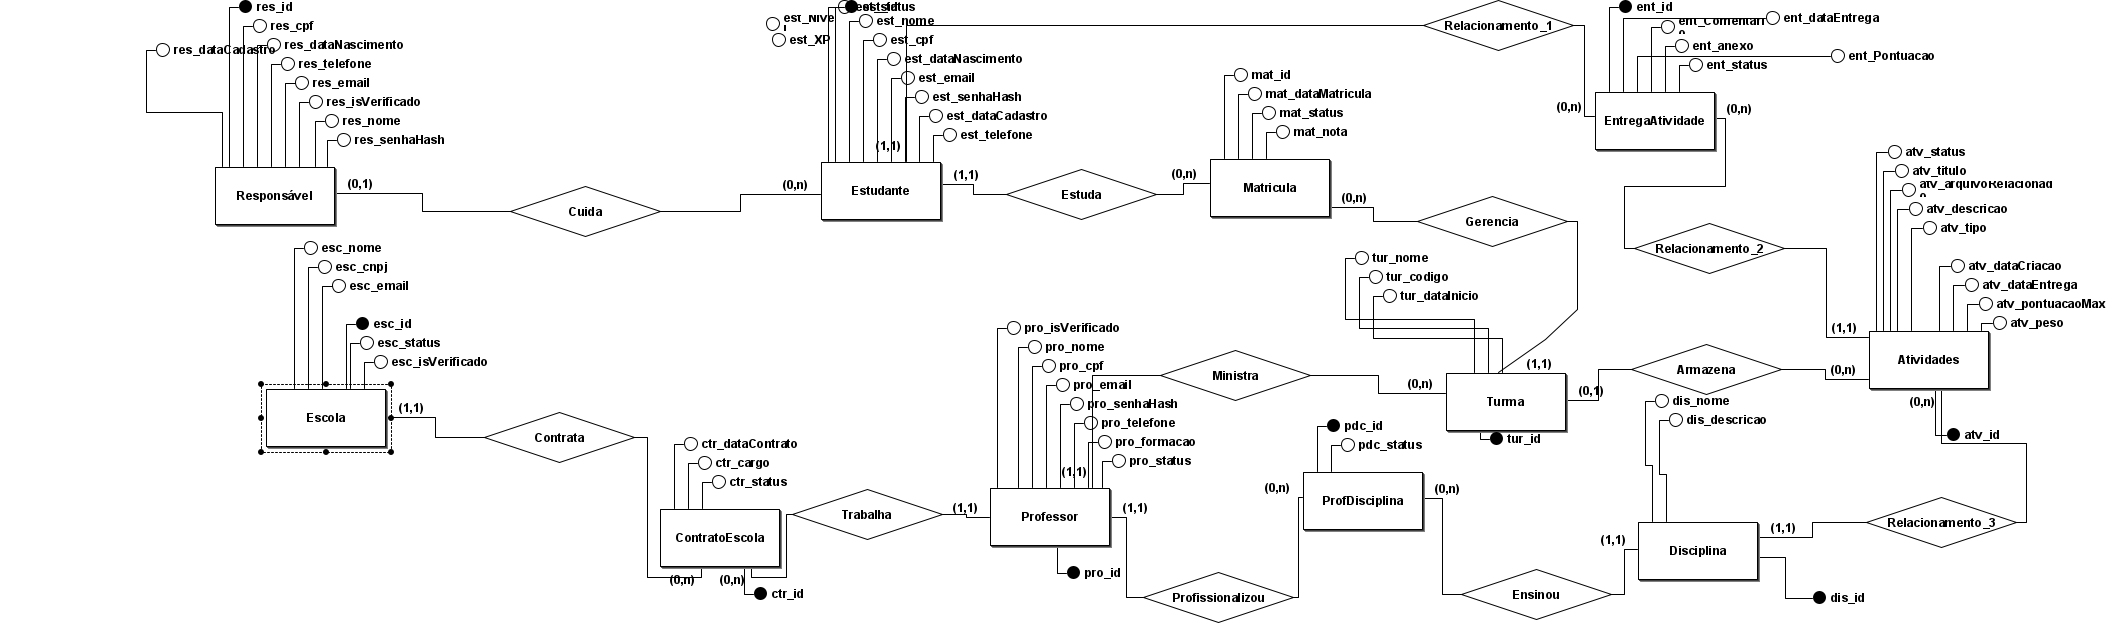 res_id
res_cpf
res_dataCadastro
res_dataNascimento
res_telefone
res_email
res_isVerificado
res_nome
res_senhaHash
Responsável
(0,1)
Cuida
(0,n)
est_XP
est_nome
est_cpf
est_dataNascimento
est_email
est_senhaHash
est_dataCadastro
est_telefone
(1,1)
Estudante
(1,1)
Estuda
(0,n)
mat_id
mat_dataMatricula
mat_status
mat_nota
Matricula
(0,n)
Gerencia
Relacionamento_1
(0,n)
ent_id
ent_dataEntrega
ent_anexo
ent_Pontuacao
ent_status
EntregaAtividade
(0,n)
Relacionamento_2
(1,1)
atv_status
atv_titulo
atv_arquivoRelacionado
atv_descricao
atv_tipo
atv_dataCriacao
atv_dataEntrega
atv_pontuacaoMax
atv_peso
Atividades
(0,n)
(0,n)
atv_id
esc_nome
esc_cnpj
esc_email
esc_id
esc_status
esc_isVerificado
Escola
(1,1)
Contrata
(0,n)
ctr_dataContrato
ctr_cargo
ctr_status
ContratoEscola
(0,n)
ctr_id
Trabalha
(1,1)
pro_isVerificado
pro_nome
pro_cpf
pro_email
pro_senhaHash
pro_telefone
pro_formacao
pro_status
(1,1)
Professor
pro_id
(1,1)
Ministra
(0,n)
tur_nome
tur_codigo
tur_dataInicio
(1,1)
Turma
tur_id
(0,1)
Armazena
Profissionalizou
(0,n)
pdc_id
pdc_status
ProfDisciplina
(0,n)
Ensinou
(1,1)
dis_nome
dis_descricao
Disciplina
(1,1)
dis_id
Relacionamento_3